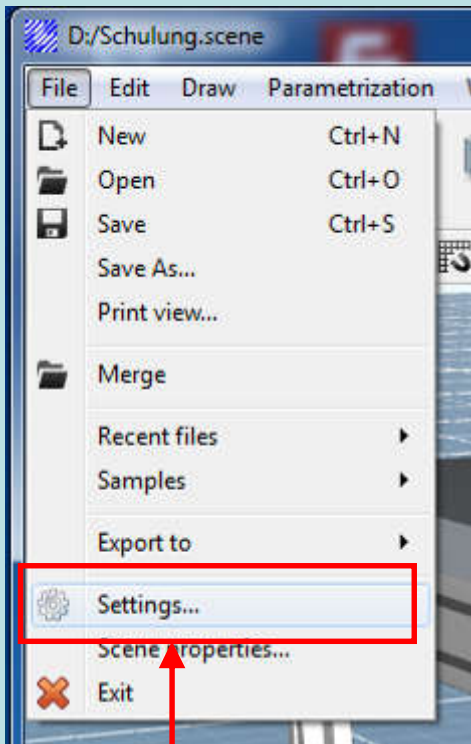 D:/Schulung.scene
File Edit Draw Parametrization
New Ctrl+N
Open Ctrl+O
Save Ctrl+S
Save As...
Print view...
Merge
Recent files
Samples
Export to
Settings...
Scene properties...
Exit